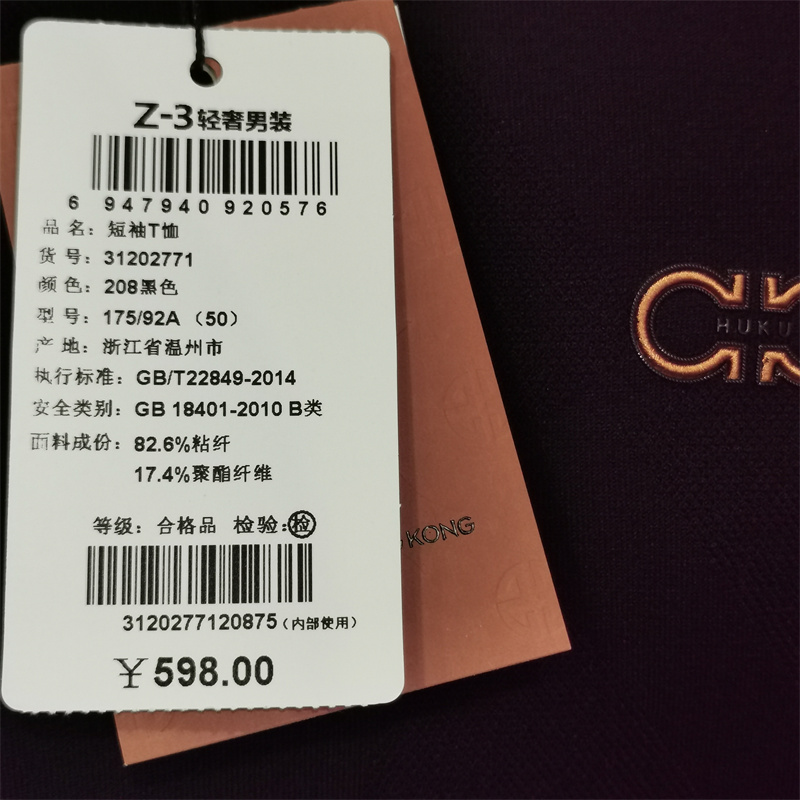 Z-3轻奢男装
6 947940 920576
品 名：短袖T恤
货 号：31202771
颜 色：208黑色
型 号：175/92A（50）
产 地：浙江省温州市
执行标准：GB/T22849-2014
安全类别：GB 18401-2010 B类
面料成份：82.6%粘纤
17.4%聚酯纤维
等级：合格品 检验：检
3120277120875（内部使用）
¥598.00
KONG
HUKU